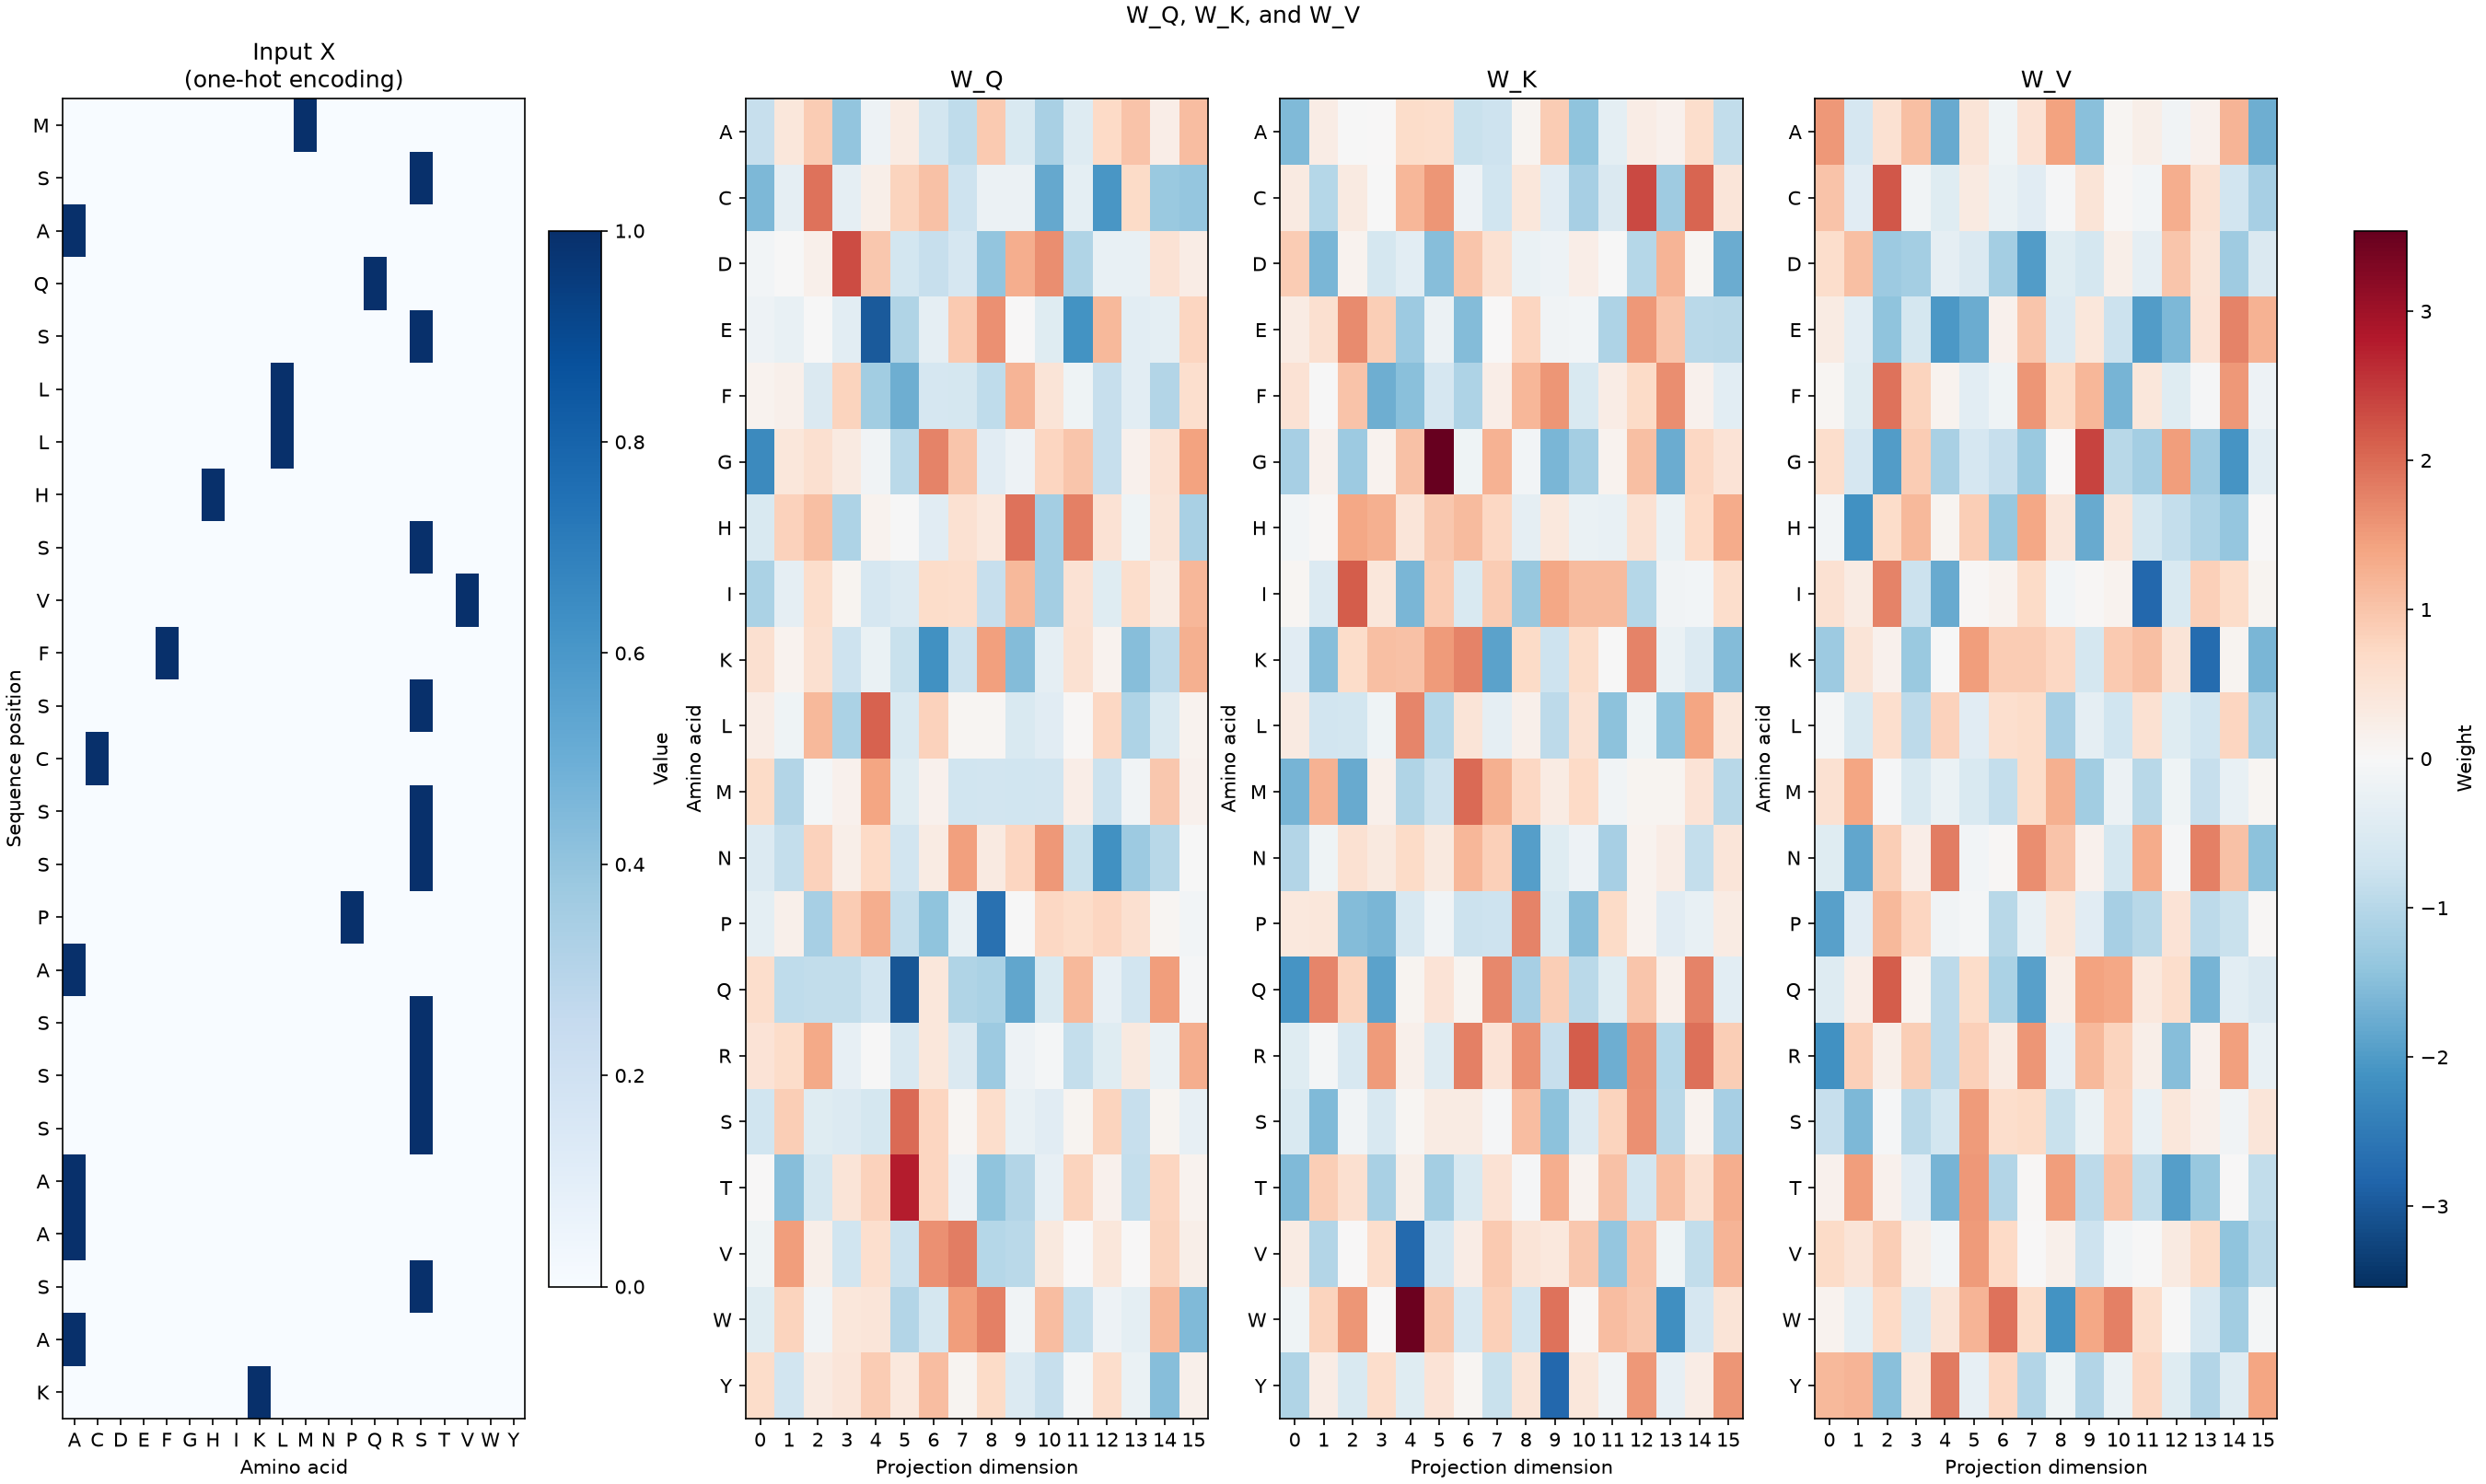 W_Q, W_K, and W_V
Input X
(one-hot encoding)
Sequence position
M
S
A
Q
S
L
L
H
S
V
F
S
C
S
S
P
A
S
S
S
A
A
S
A
K
A C D E F G H I K L M N P Q R S T V W Y
Amino acid
1.0
0.8
0.6
0.4
0.2
0.0
Value
W_Q
Amino acid
A
C
D
E
F
G
H
I
K
L
M
N
P
Q
R
S
T
V
W
Y
0 1 2 3 4 5 6 7 8 9 10 11 12 13 14 15
Projection dimension
W_K
Amino acid
A
C
D
E
F
G
H
I
K
L
M
N
P
Q
R
S
T
V
W
Y
0 1 2 3 4 5 6 7 8 9 10 11 12 13 14 15
Projection dimension
W_V
Amino acid
A
C
D
E
F
G
H
I
K
L
M
N
P
Q
R
S
T
V
W
Y
0 1 2 3 4 5 6 7 8 9 10 11 12 13 14 15
Projection dimension
3
2
1
0
−1
−2
−3
Weight